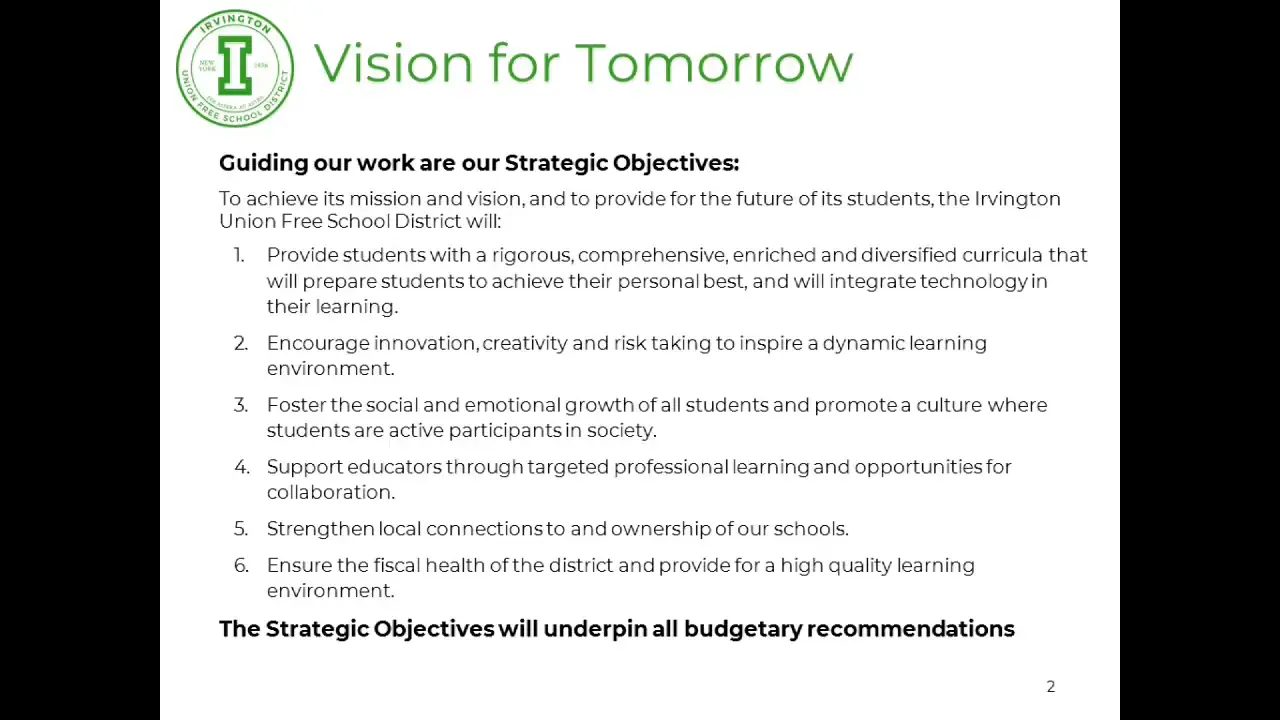 IRVINGTON
NEW YORK
UNION FREE SCHOOL DISTRICT
Vision for Tomorrow
Guiding our work are our Strategic Objectives:
To achieve its mission and vision, and to provide for the future of its students, the Irvington
Union Free School District will:
1. Provide students with a rigorous, comprehensive, enriched and diversified curricula that
will prepare students to achieve their personal best, and will integrate technology in
their learning.
2. Encourage innovation, creativity and risk taking to inspire a dynamic learning
environment.
3. Foster the social and emotional growth of all students and promote a culture where
students are active participants in society.
4. Support educators through targeted professional learning and opportunities for
collaboration.
5. Strengthen local connections to and ownership of our schools.
6. Ensure the fiscal health of the district and provide for a high quality learning
environment.
The Strategic Objectives will underpin all budgetary recommendations
2